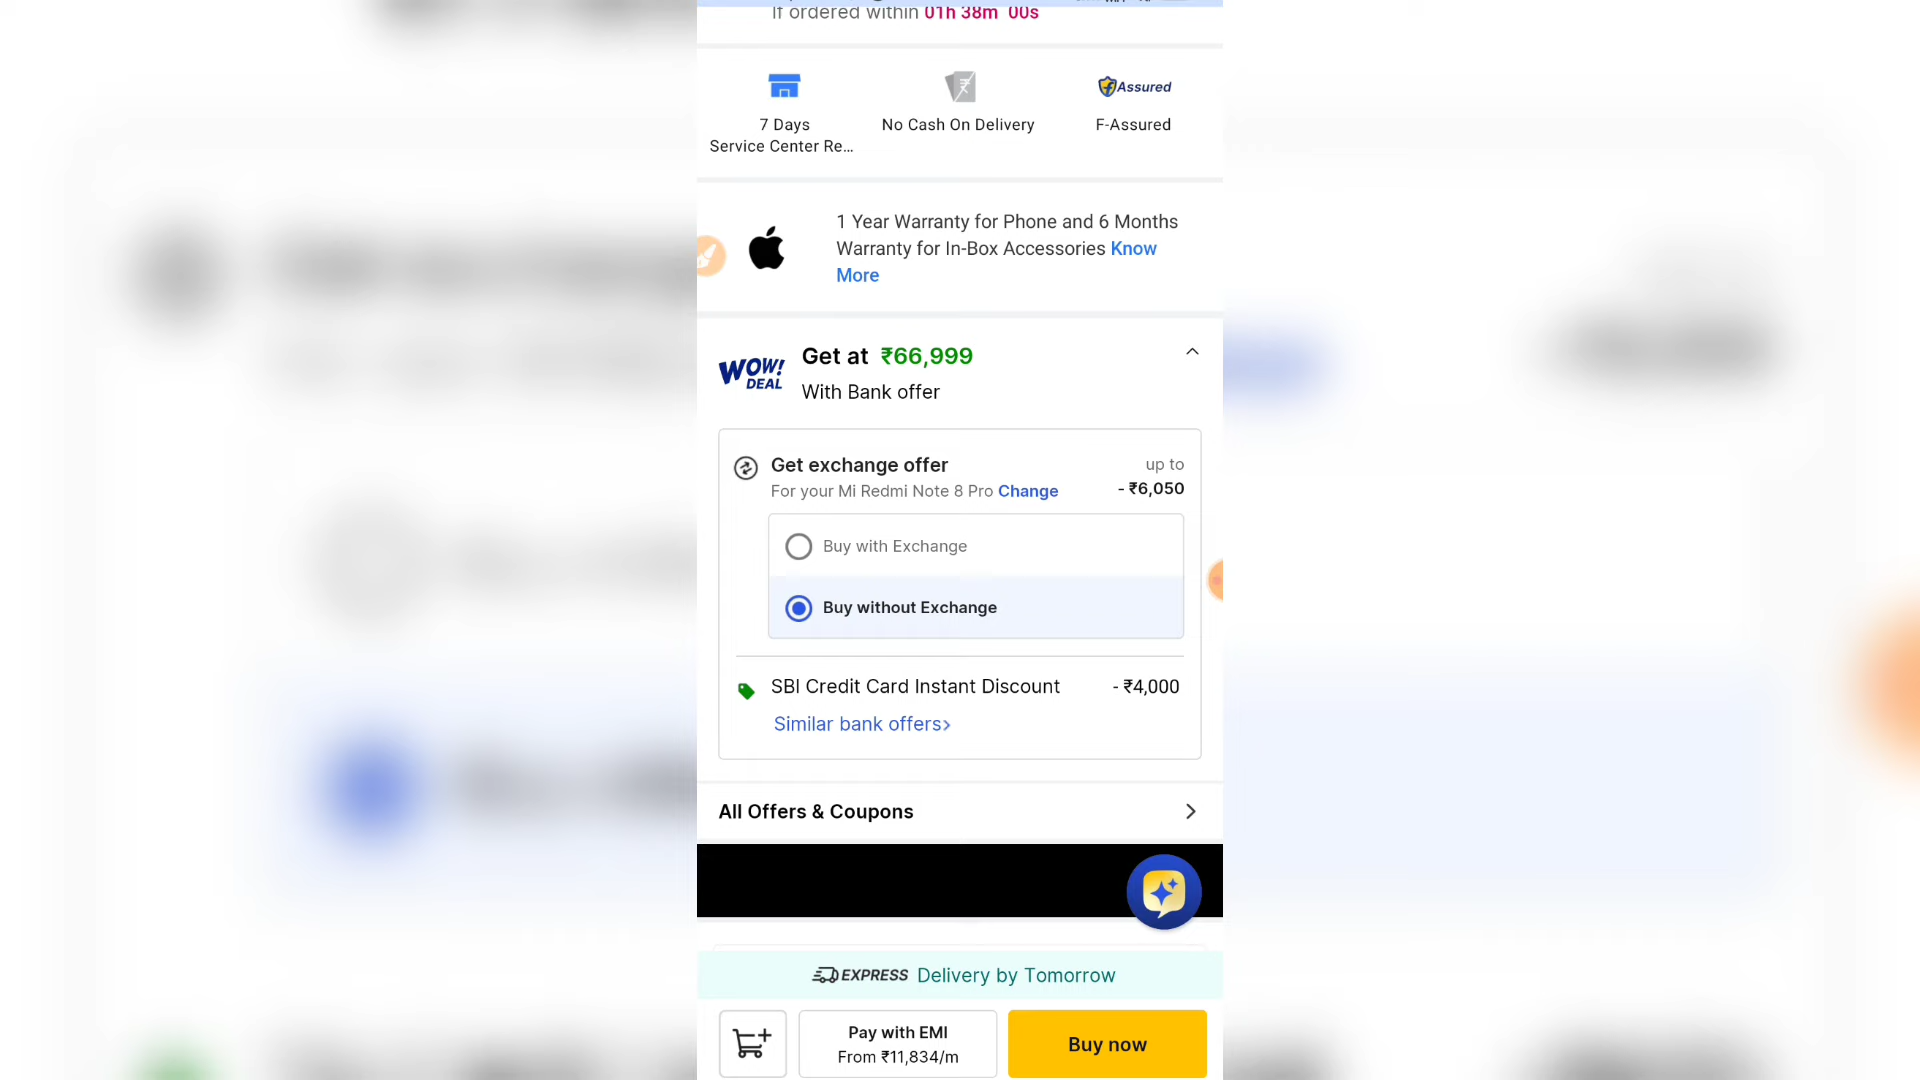 If ordered within 01h 38m 00s
7 Days
Service Center Re...
No Cash On Delivery
Assured
F-Assured
1 Year Warranty for Phone and 6 Months
Warranty for In-Box Accessories Know
More
WOW!
DEAL
Get at ₹66,999
With Bank offer
Get exchange offer
up to
For your Mi Redmi Note 8 Pro Change
- ₹6,050
Buy with Exchange
Buy without Exchange
SBI Credit Card Instant Discount
- ₹4,000
Similar bank offers>
All Offers & Coupons
EXPRESS Delivery by Tomorrow
Pay with EMI
From ₹11,834/m
Buy now